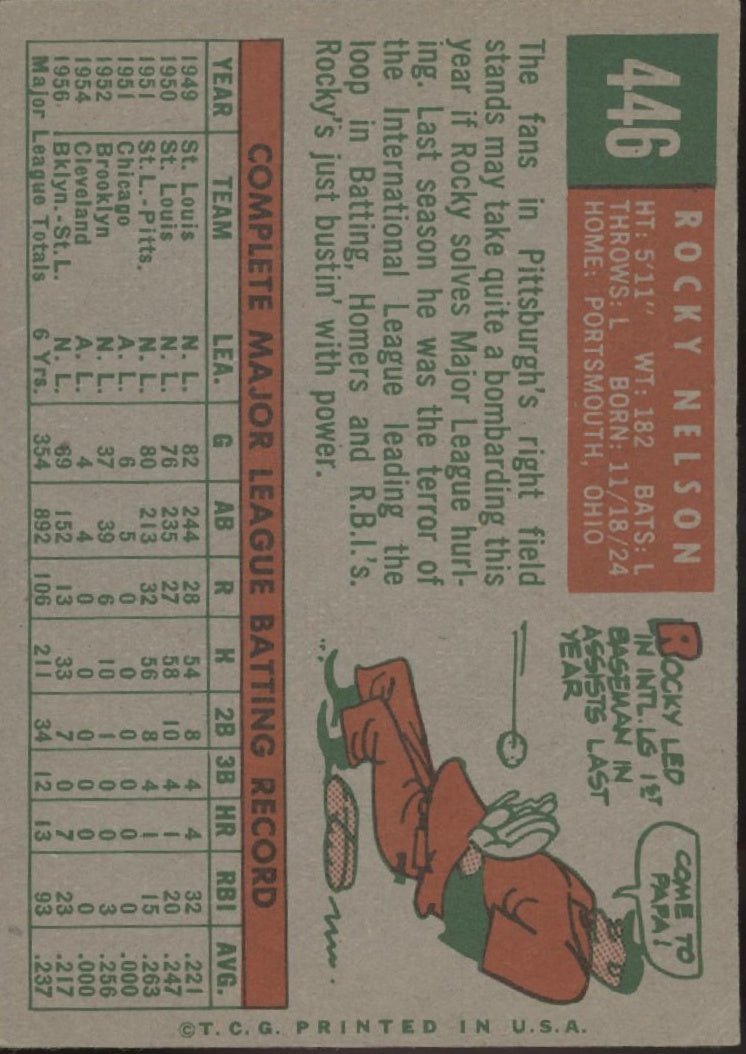 446
ROCKY NELSON
HT: 5'11" WT: 182 BATS: L
THROWS: L BORN: 11/18/24
HOME: PORTSMOUTH, OHIO
The fans in Pittsburgh's right field
stands may take quite a bombarding this
year if Rocky solves Major League hurl-
ing. Last season he was the terror of
the International League leading the
loop in Batting, Homers and R.B.I.'s.
Rocky's just bustin' with power.
ROCKY LED
IN INTL. LG 1ST
BASEMAN IN
ASSISTS LAST
YEAR
COME TO
PAPA!
COMPLETE MAJOR LEAGUE BATTING RECORD
YEAR TEAM LEA. G AB R H 2B 3B HR RBI AVG.
1949 St. Louis N. L. 82 244 28 54 8 4 4 32 .221
1950 St. Louis N. L. 76 235 27 58 10 4 1 20 .247
1951 St.L.-Pitts. N. L. 80 213 32 56 8 4 1 15 .263
1951 Chicago A. L. 6 5 0 0 0 0 0 0 .000
1952 Brooklyn N. L. 37 39 6 10 1 0 0 3 .256
1954 Cleveland A. L. 4 4 0 0 0 0 0 0 .000
1956 Bklyn.-St.L. N. L. 69 152 13 33 7 0 7 23 .217
Major League Totals 6 Yrs. 354 892 106 211 34 12 13 93 .237
©T.C.G. PRINTED IN U.S.A.